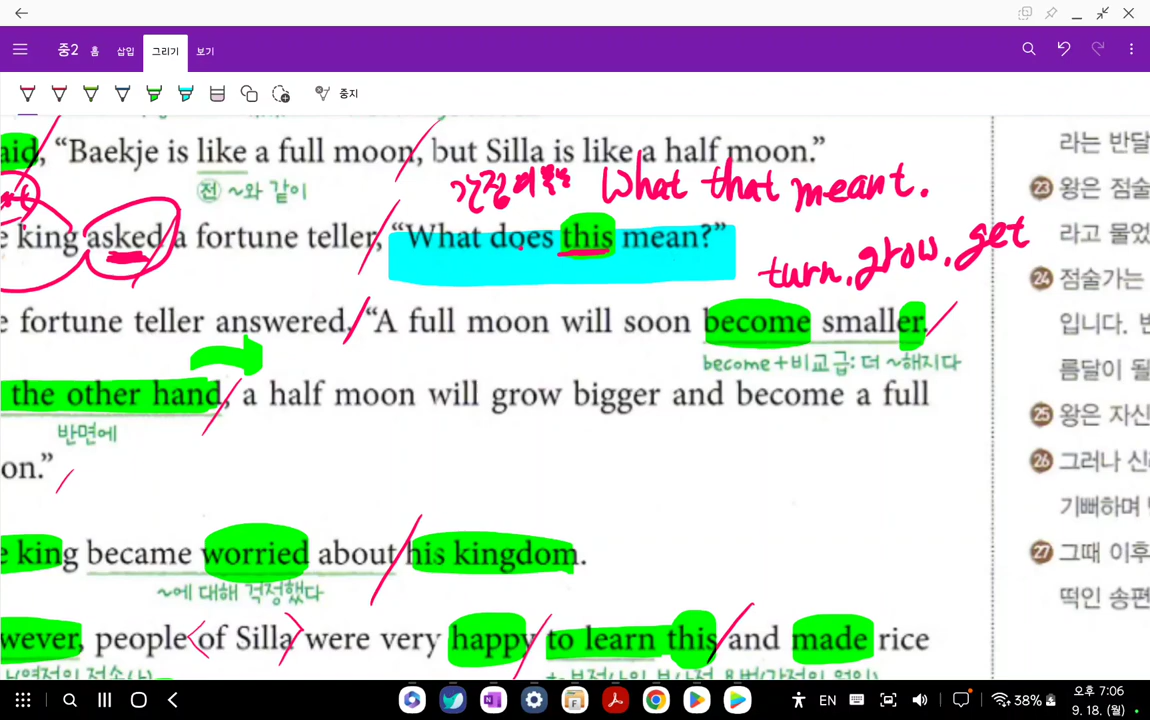 중2 홈 삽입 그리기 보기
중지
aid, “Baekje is like a full moon, but Silla is like a half moon.”
전 ~와 같이
라는 반달
간접의문문 What that meant.
23 왕은 점술
e king asked a fortune teller, “What does this mean?”
라고 물었
turn. grow. get
24 점술가는
e fortune teller answered, “A full moon will soon become smaller.
입니다. 반
become+비교급: 더 ~해지다
름달이 될
the other hand, a half moon will grow bigger and become a full
반면에
25 왕은 자신
on.”
26 그러나 신라
기뻐하며
e king became worried about his kingdom.
27 그때 이후
~에 대해 걱정했다
떡인 송편
wever, people of Silla were very happy to learn this and made rice
EN 38% 오후 7:06
9. 18. (월)